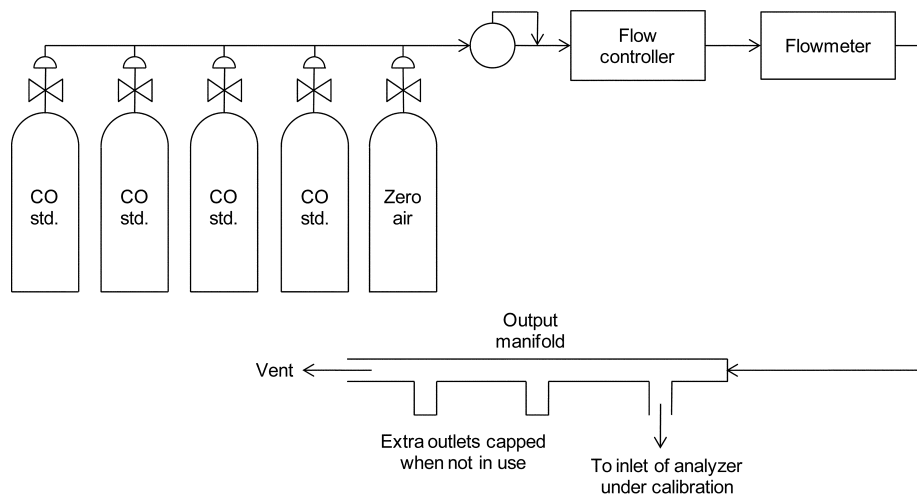 Flow
controller
Flowmeter
CO
std.
CO
std.
CO
std.
CO
std.
Zero
air
Output
manifold
Vent
Extra outlets capped
when not in use
To inlet of analyzer
under calibration